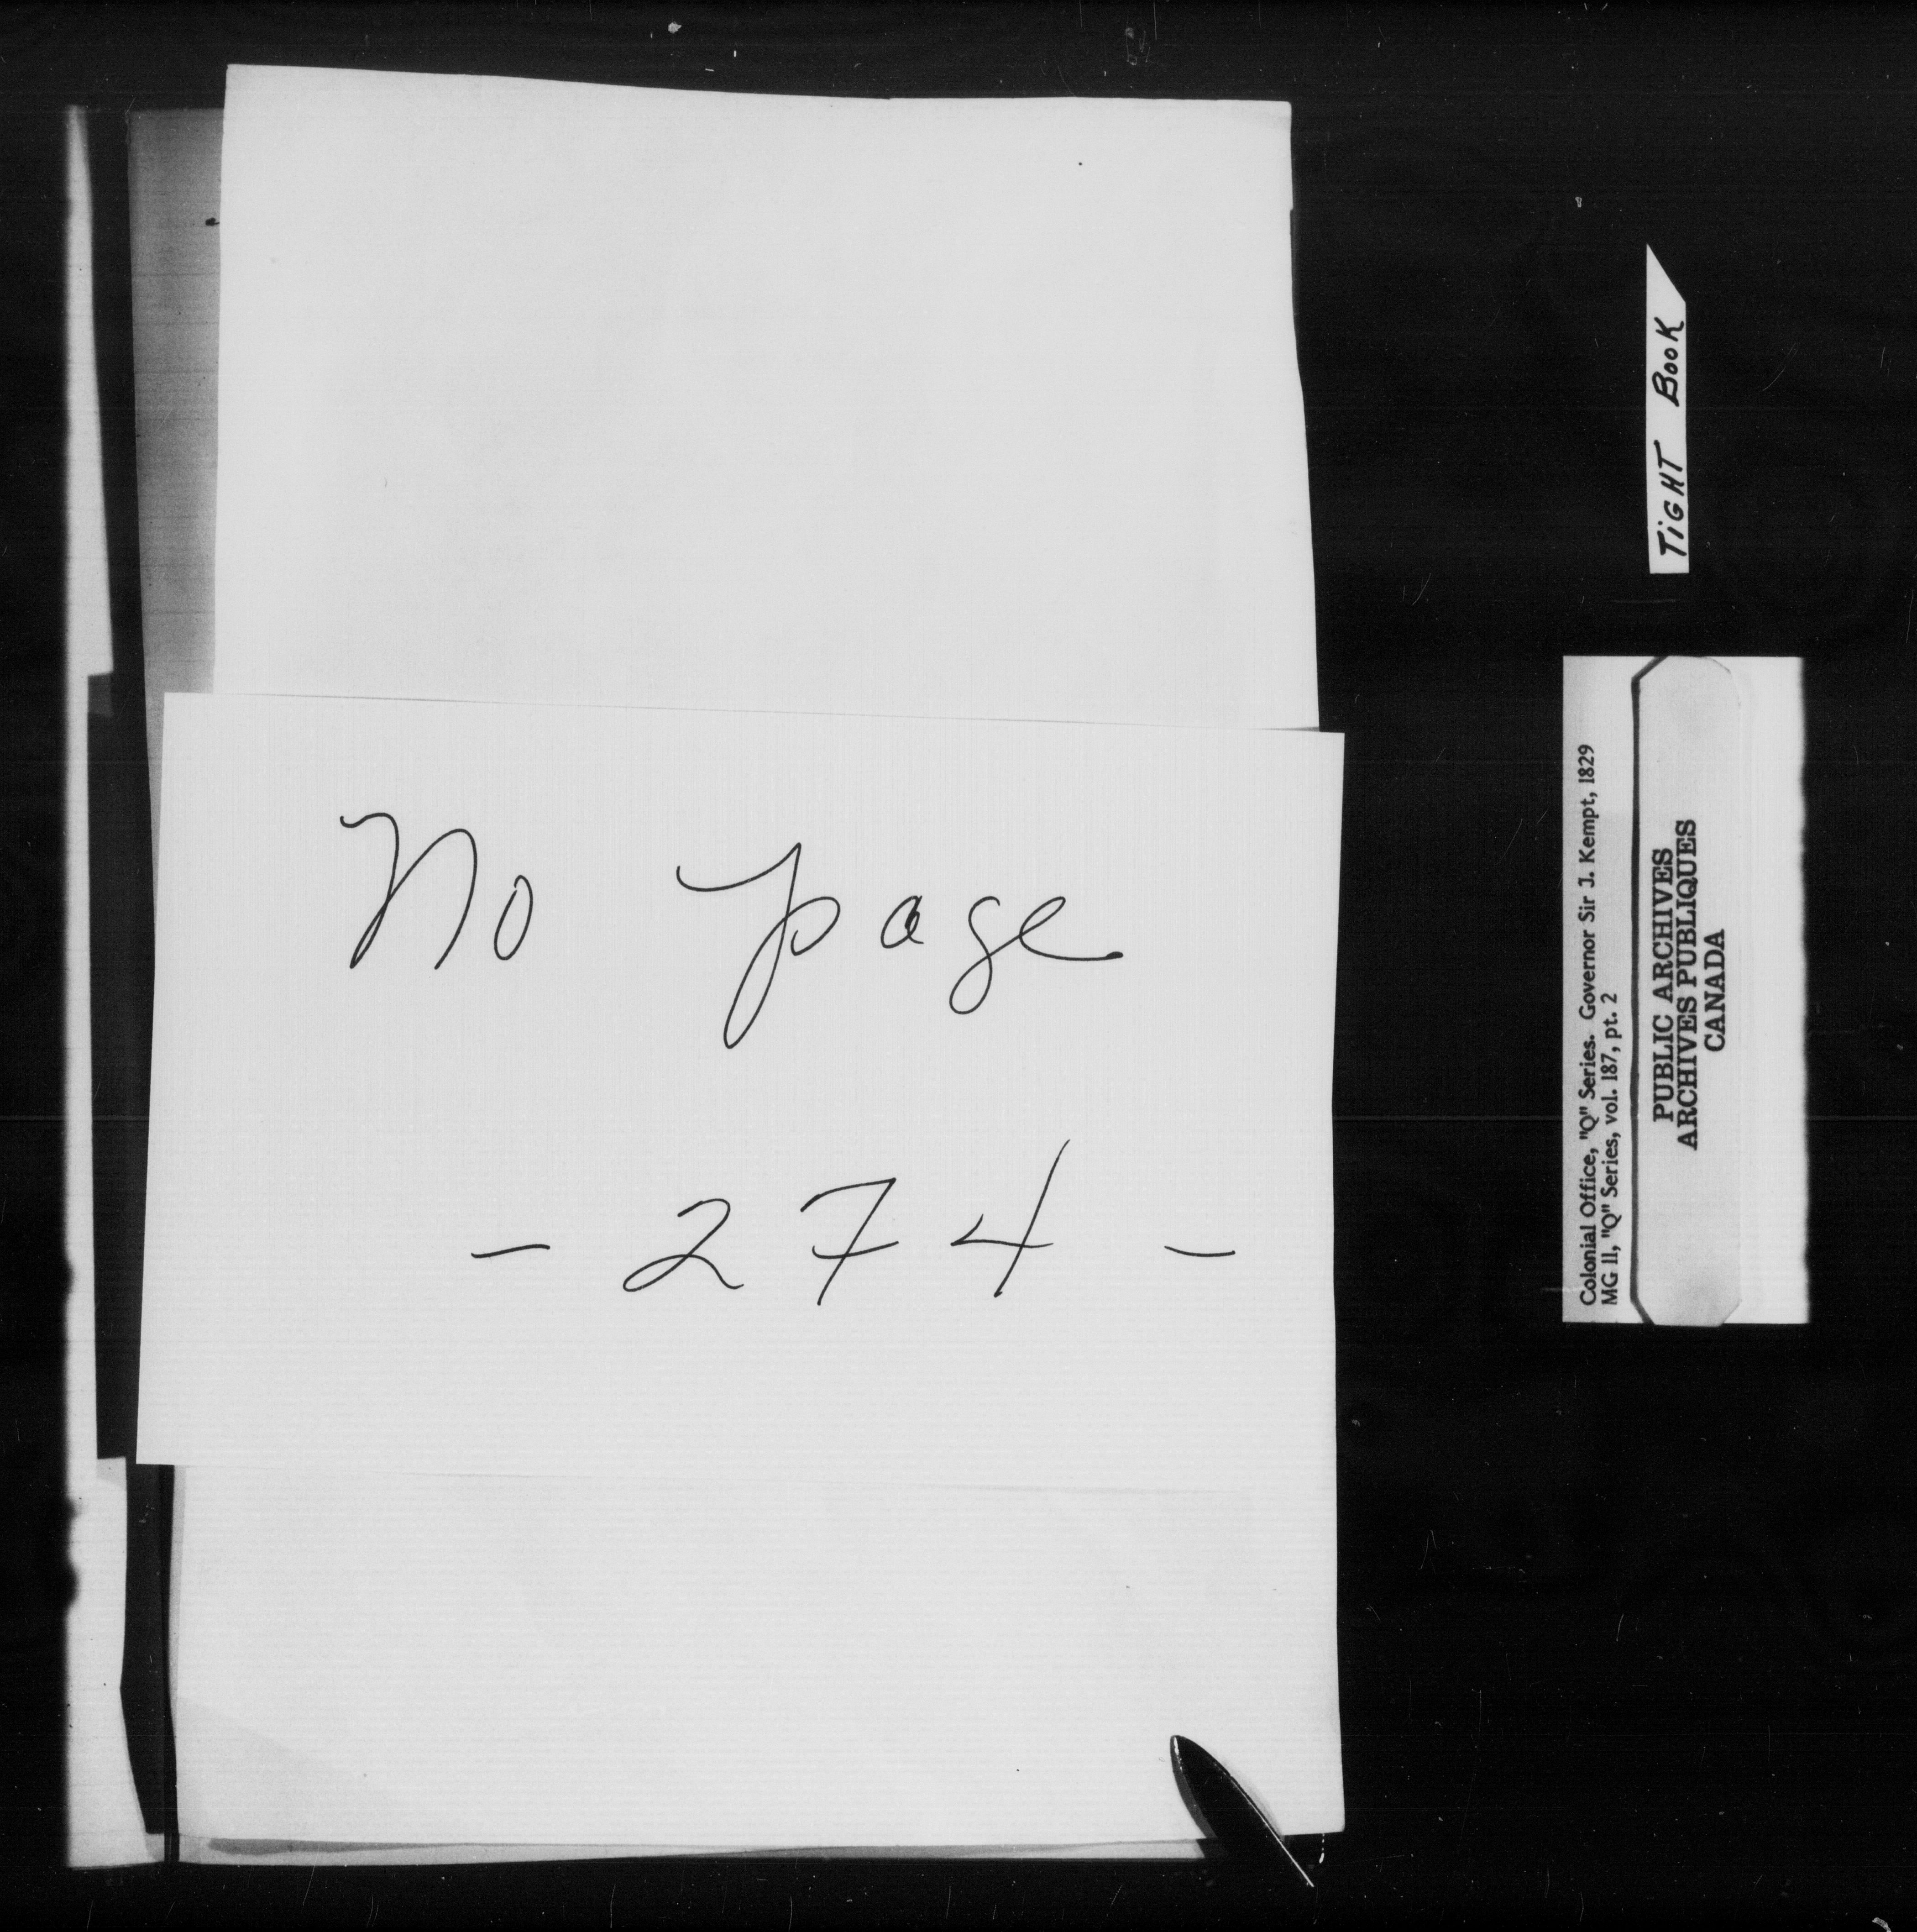 No page
- 274 -
TiGHT BooK
Colonial Office, "Q" Series. Governor Sir J. Kempt, 1829
MG 11, "Q" Series, vol. 187, pt. 2
PUBLIC ARCHIVES
ARCHIVES PUBLIQUES
CANADA